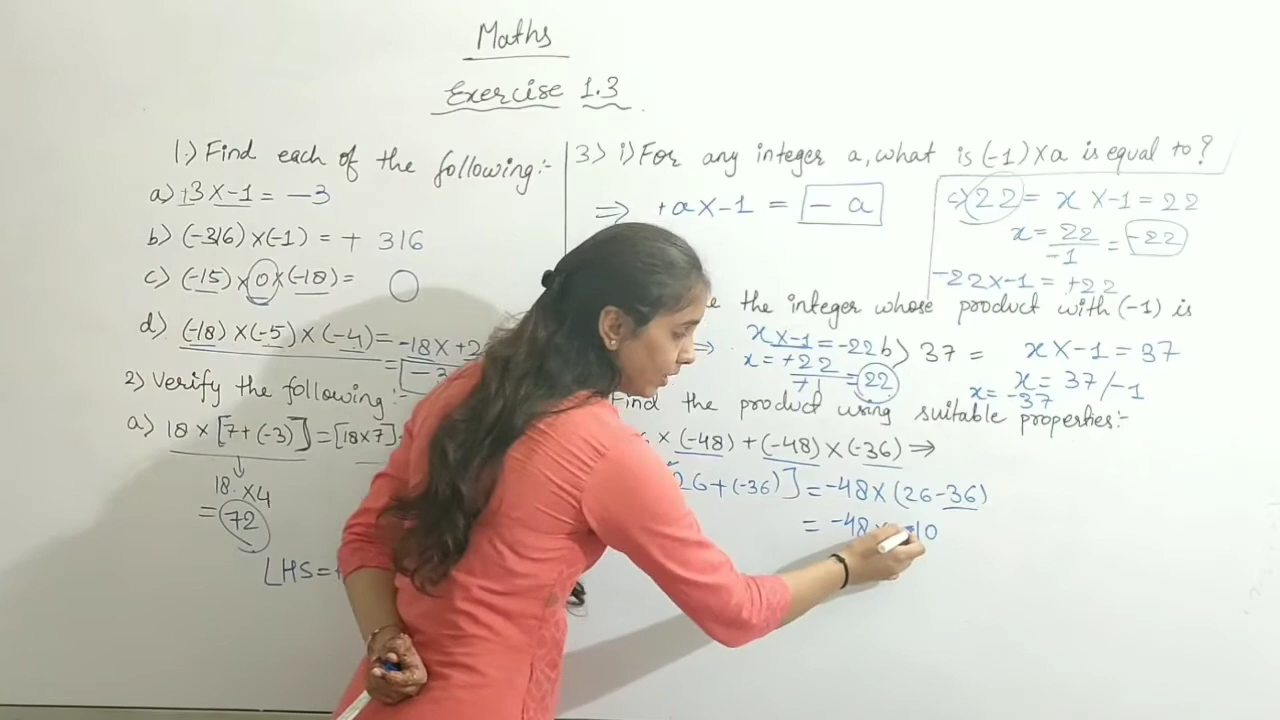 Maths
Exercise 1.3
1.) Find each of the following:-
a) +3 × -1 = -3
b) (-316) × (-1) = + 316
c) (-15) × 0 × (-18) = 0
d) (-18) × (-5) × (-4) = -18 × +2
=
2) Verify the following:-
a) 18 × [7 + (-3)] = [18×7]
18 × 4
= 72
LHS =
3) i) For any integer a, what is (-1) × a is equal to?
⇒ +a × -1 = - a
c) 22 = x × -1 = 22
x = 22/-1 = -22
-22 × -1 = +22
the integer whose product with (-1) is
x × -1 = -22
x = +22/+1 = 22
b) 37 = x × -1 = 37
x = 37/-1
x = -37
Find the product using suitable properties:-
× (-48) + (-48) × (-36) ⇒
26 + (-36)] = -48 × (26 - 36)
= -48 × -10